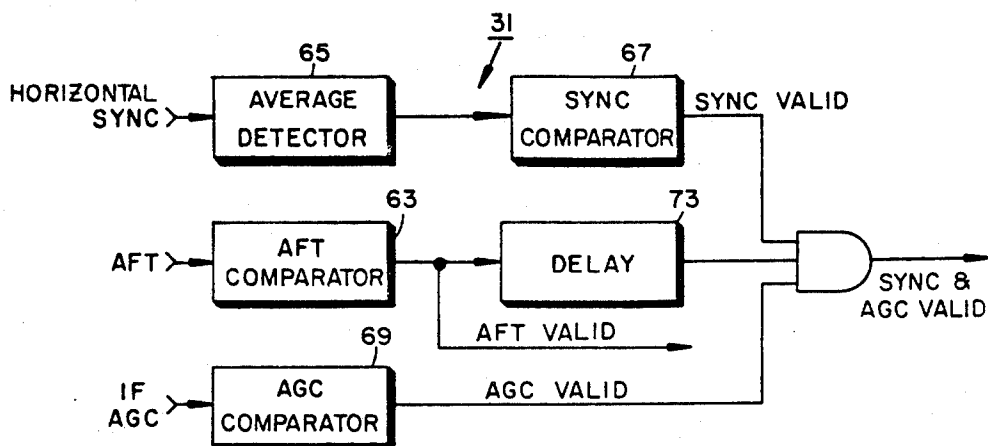 31
65
67
HORIZONTAL
SYNC
AVERAGE
DETECTOR
SYNC
COMPARATOR
SYNC VALID
63
73
AFT
AFT
COMPARATOR
DELAY
SYNC &
AGC VALID
AFT VALID
69
IF
AGC
AGC
COMPARATOR
AGC VALID